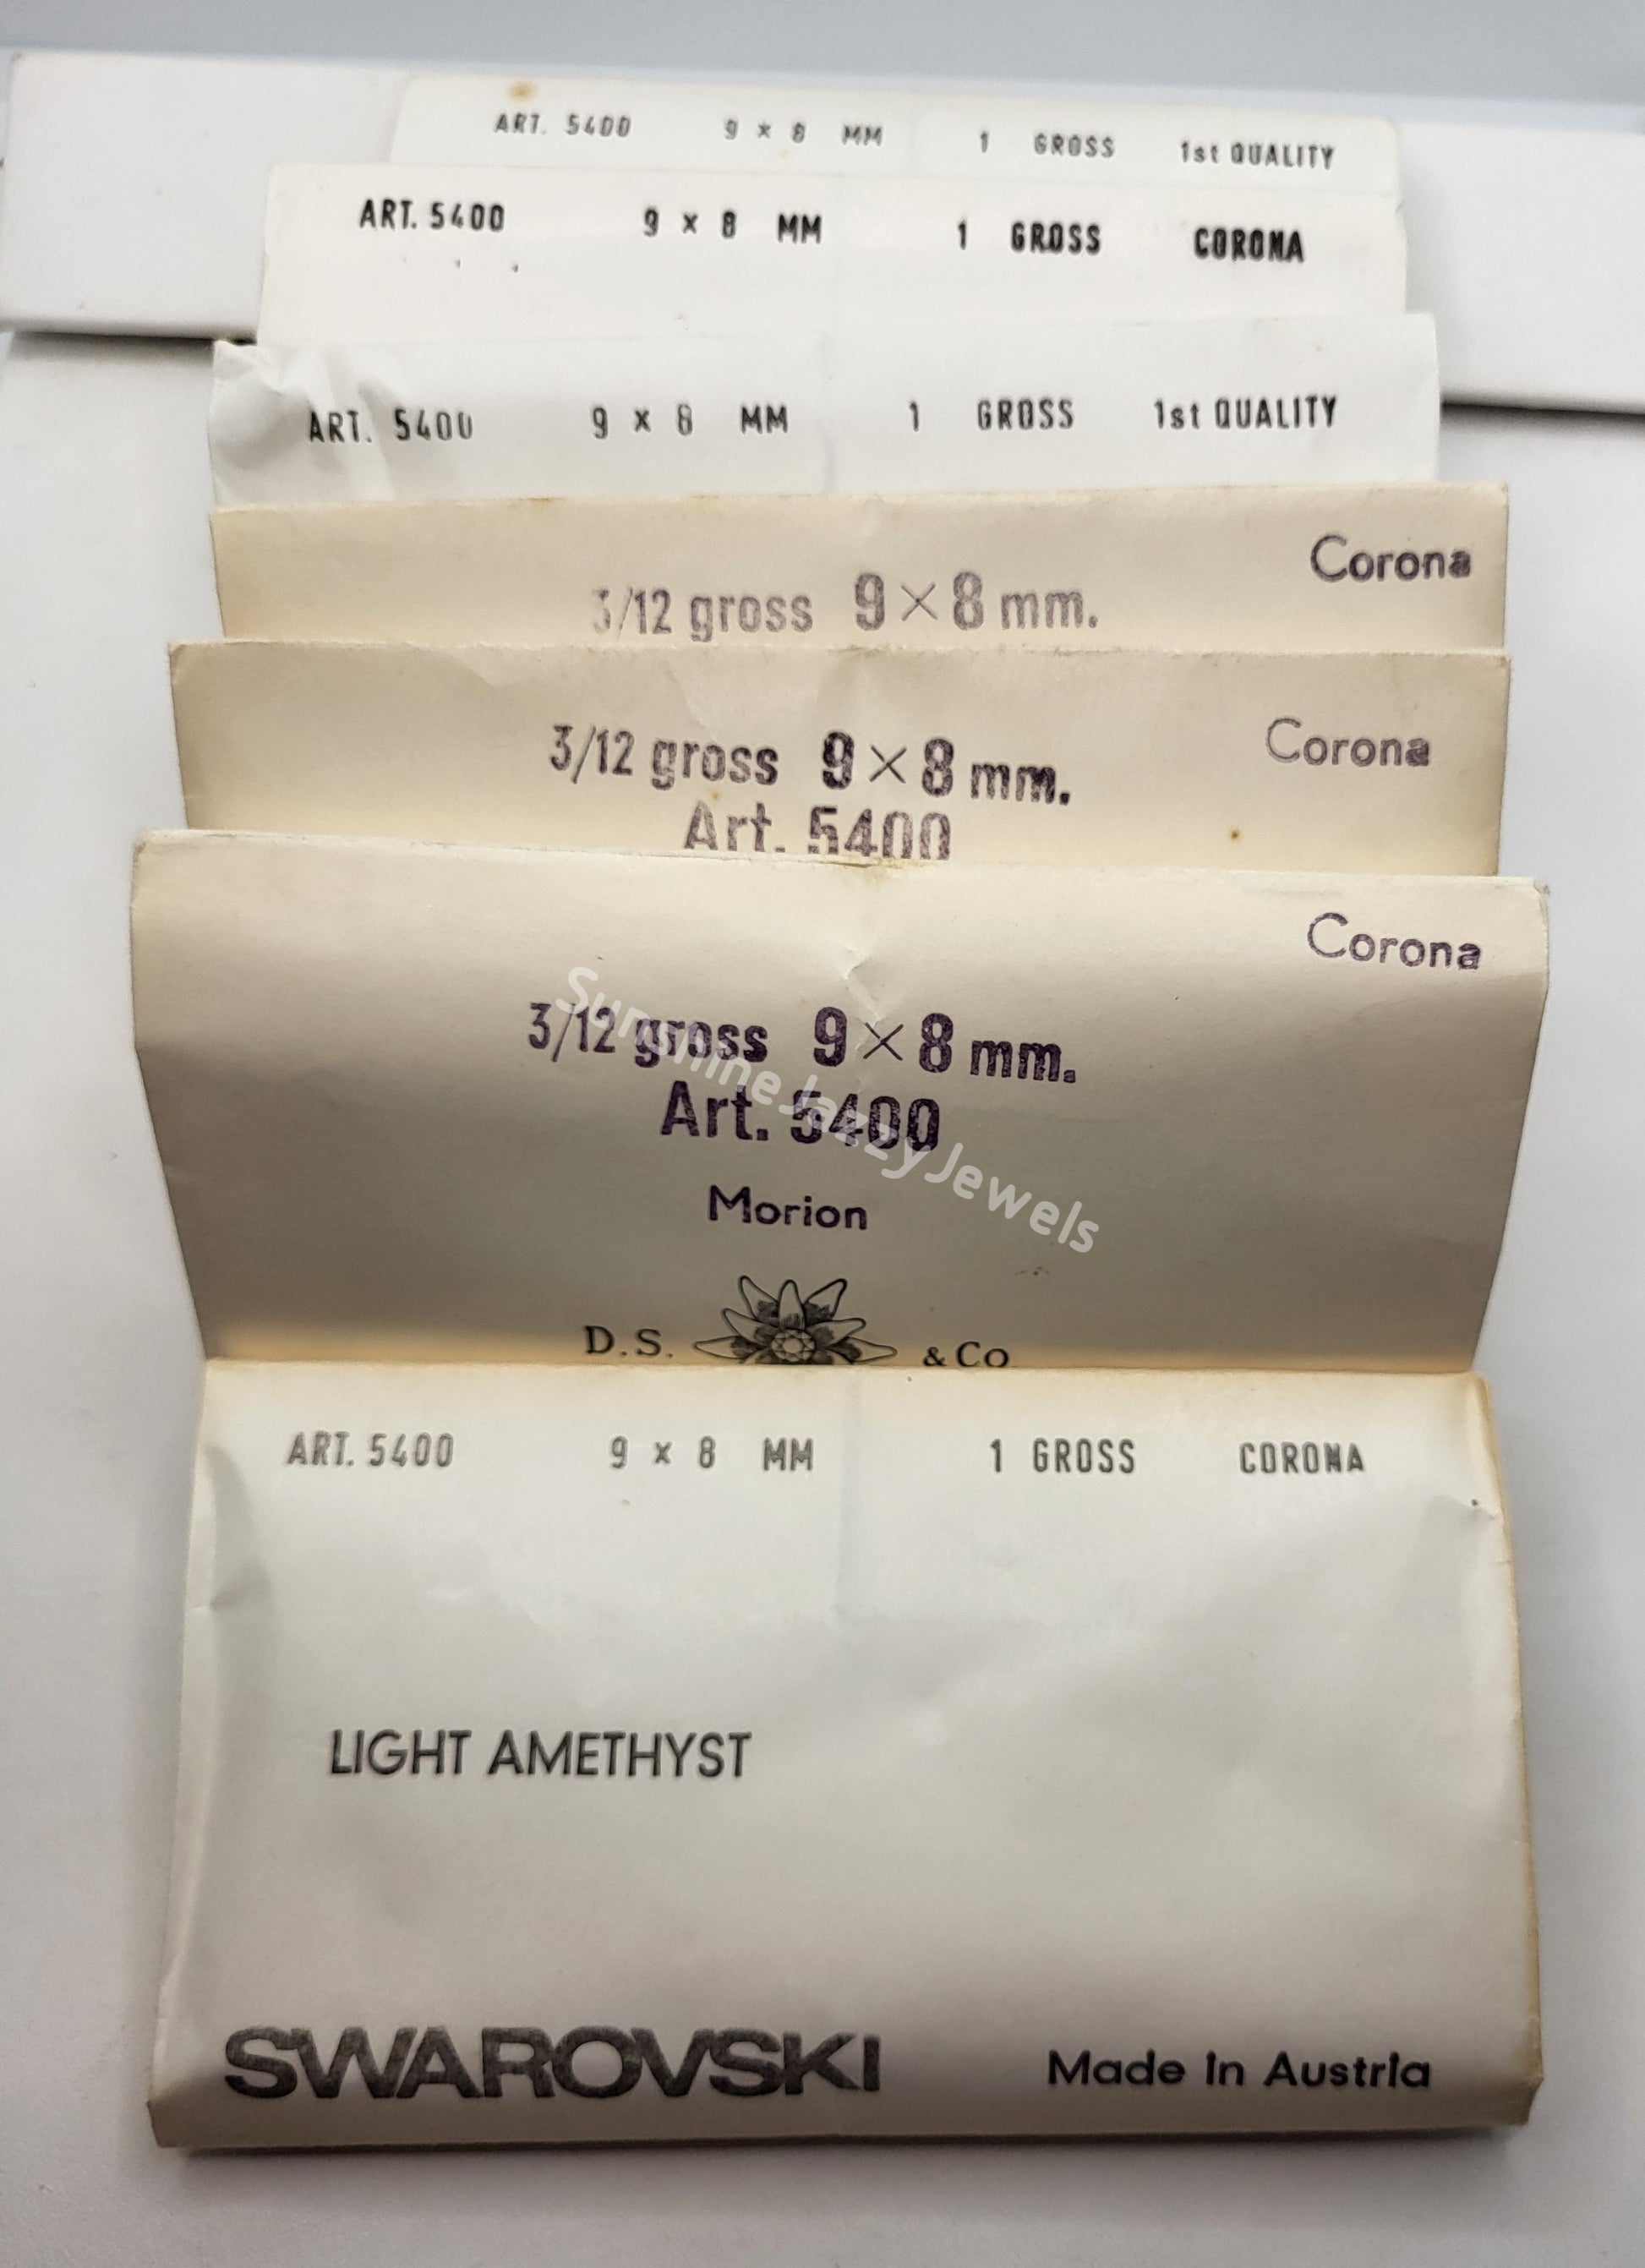 ART. 5400 9 x 8 MM 1 GROSS 1st QUALITY
ART. 5400 9 x 8 MM 1 GROSS CORONA
ART. 5400 9 x 8 MM 1 GROSS 1st QUALITY
Corona
3/12 gross 9 × 8 mm.
Corona
3/12 gross 9 × 8 mm.
Art. 5400
Corona
3/12 gross 9 × 8 mm.
Art. 5400
SunshineJazzyJewels
Morion
D.S. & Co
ART. 5400 9 x 8 MM 1 GROSS CORONA
LIGHT AMETHYST
SWAROVSKI Made in Austria